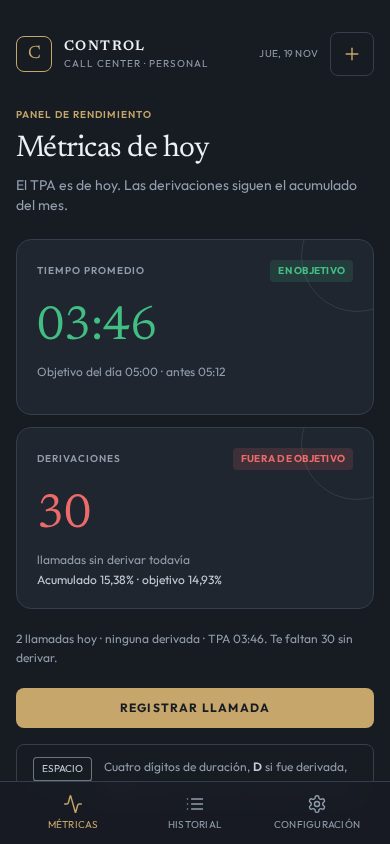 C
CONTROL
CALL CENTER · PERSONAL
JUE, 19 NOV
+
PANEL DE RENDIMIENTO
Métricas de hoy
El TPA es de hoy. Las derivaciones siguen el acumulado
del mes.
TIEMPO PROMEDIO
EN OBJETIVO
03:46
Objetivo del día 05:00 · antes 05:12
DERIVACIONES
FUERA DE OBJETIVO
30
llamadas sin derivar todavía
Acumulado 15,38% · objetivo 14,93%
2 llamadas hoy · ninguna derivada · TPA 03:46. Te faltan 30 sin
derivar.
REGISTRAR LLAMADA
ESPACIO
Cuatro dígitos de duración, D si fue derivada,
MÉTRICAS
HISTORIAL
CONFIGURACIÓN